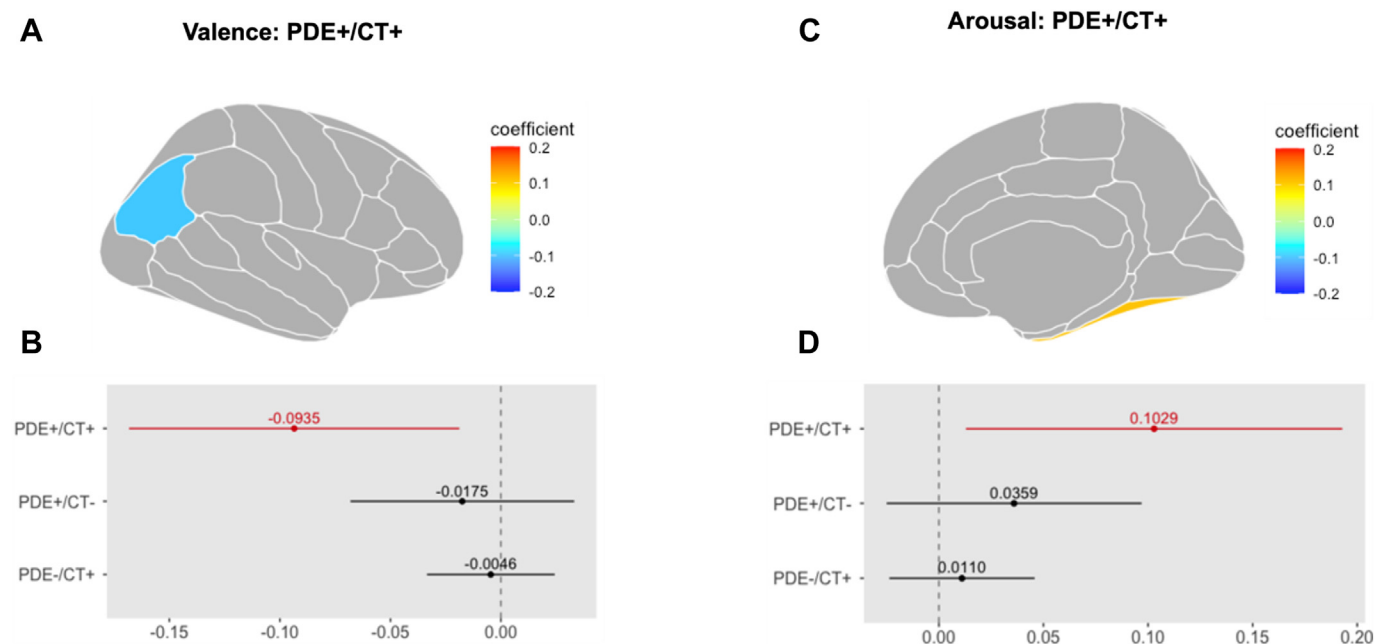 A
Valence: PDE+/CT+
coefficient
0.2
0.1
0.0
-0.1
-0.2
B
PDE+/CT+
-0.0935
PDE+/CT-
-0.0175
PDE-/CT+
-0.0046
-0.15
-0.10
-0.05
0.00
C
Arousal: PDE+/CT+
coefficient
0.2
0.1
0.0
-0.1
-0.2
D
PDE+/CT+
0.1029
PDE+/CT-
0.0359
PDE-/CT+
0.0110
0.00
0.05
0.10
0.15
0.20